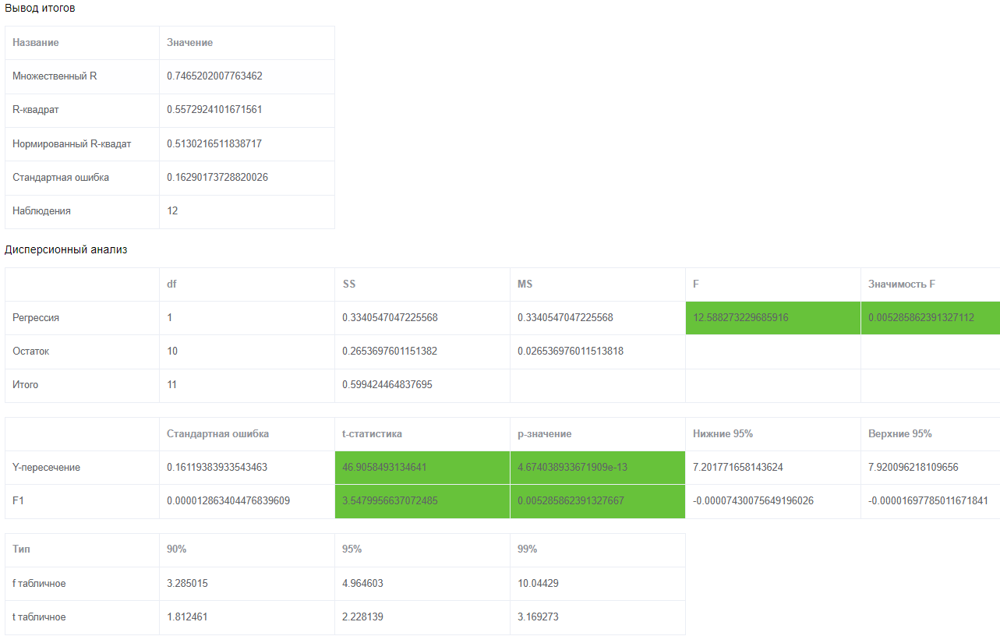 Вывод итогов
Название Значение
Множественный R 0.7465202007763462
R-квадрат 0.5572924101671561
Нормированный R-квадат 0.5130216511838717
Стандартная ошибка 0.16290173728820026
Наблюдения 12
Дисперсионный анализ
df SS MS F Значимость F
Регрессия 1 0.3340547047225568 0.3340547047225568 12.588273229685916 0.005285862391327112
Остаток 10 0.2653697601151382 0.026536976011513818
Итого 11 0.599424464837695
Стандартная ошибка t-статистика p-значение Нижние 95% Верхние 95%
Y-пересечение 0.16119383933543463 46.9058493134641 4.674038933671909e-13 7.201771658143624 7.920096218109656
F1 0.000012863404476839609 3.5479956637072485 0.005285862391327667 -0.00007430075649196026 -0.00001697785011671841
Тип 90% 95% 99%
f табличное 3.285015 4.964603 10.04429
t табличное 1.812461 2.228139 3.169273